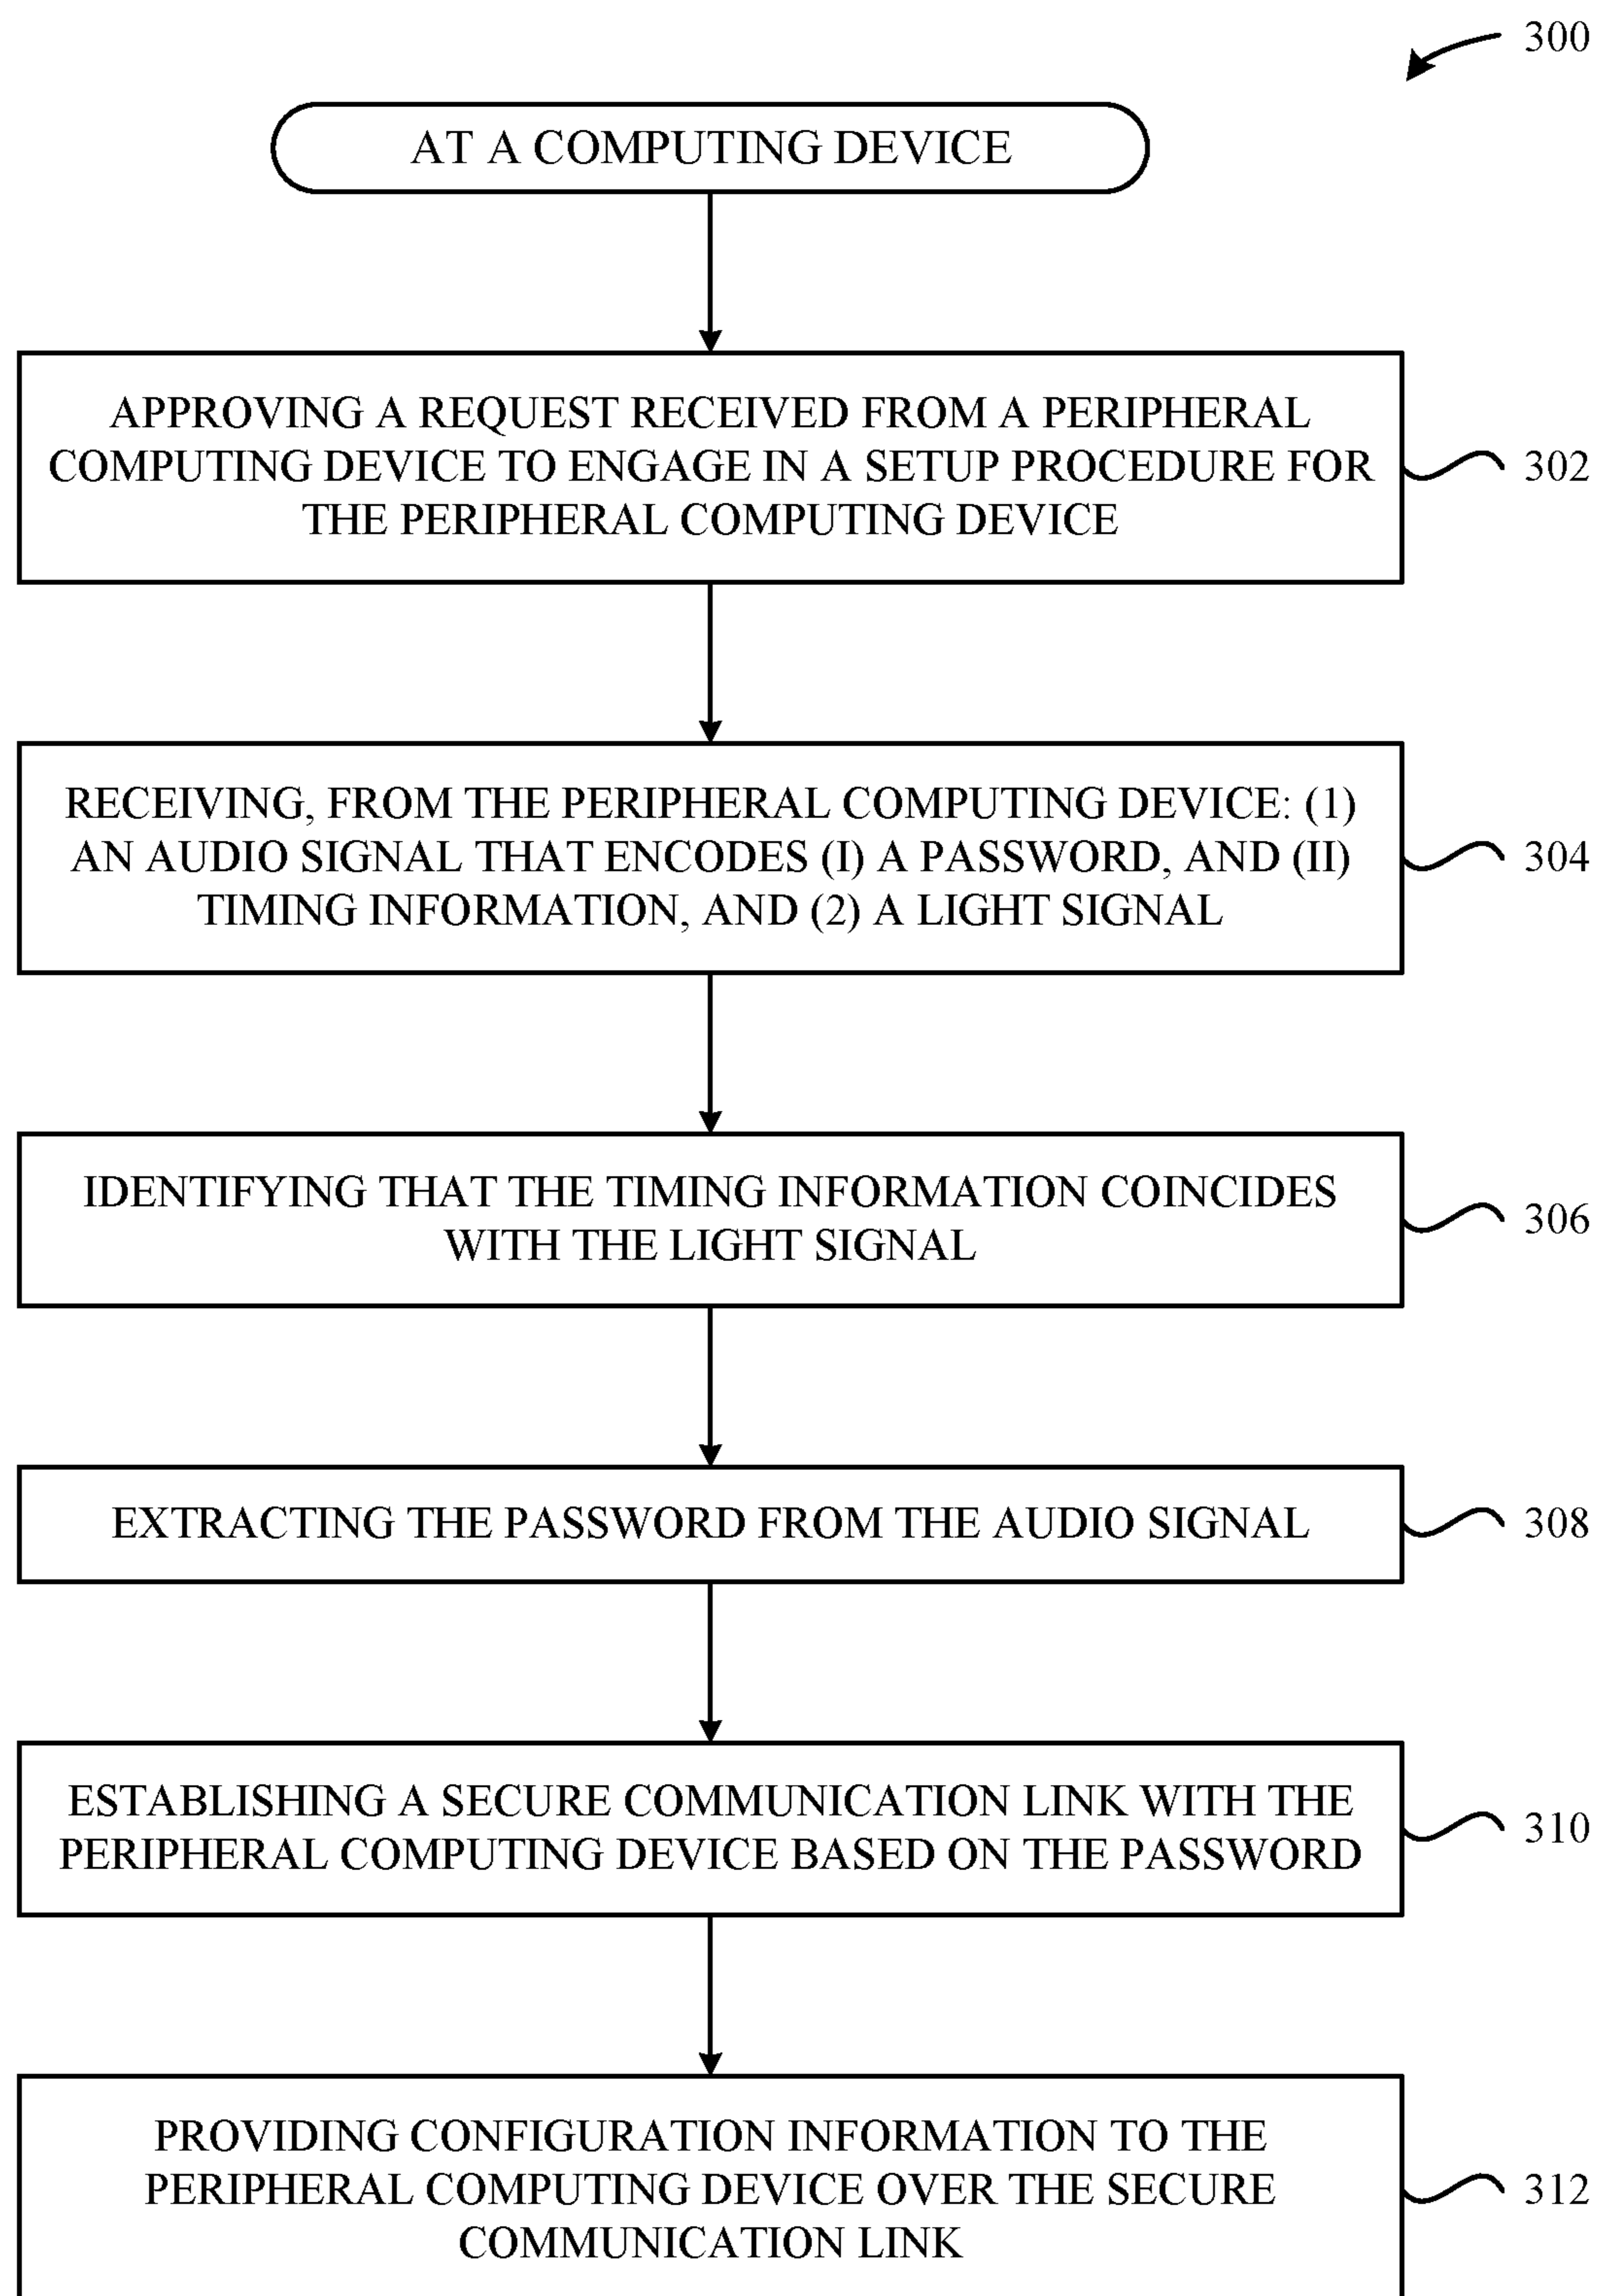 300
AT A COMPUTING DEVICE
APPROVING A REQUEST RECEIVED FROM A PERIPHERAL
COMPUTING DEVICE TO ENGAGE IN A SETUP PROCEDURE FOR
THE PERIPHERAL COMPUTING DEVICE
302
RECEIVING, FROM THE PERIPHERAL COMPUTING DEVICE: (1)
AN AUDIO SIGNAL THAT ENCODES (I) A PASSWORD, AND (II)
TIMING INFORMATION, AND (2) A LIGHT SIGNAL
304
IDENTIFYING THAT THE TIMING INFORMATION COINCIDES
WITH THE LIGHT SIGNAL
306
EXTRACTING THE PASSWORD FROM THE AUDIO SIGNAL
308
ESTABLISHING A SECURE COMMUNICATION LINK WITH THE
PERIPHERAL COMPUTING DEVICE BASED ON THE PASSWORD
310
PROVIDING CONFIGURATION INFORMATION TO THE
PERIPHERAL COMPUTING DEVICE OVER THE SECURE
COMMUNICATION LINK
312